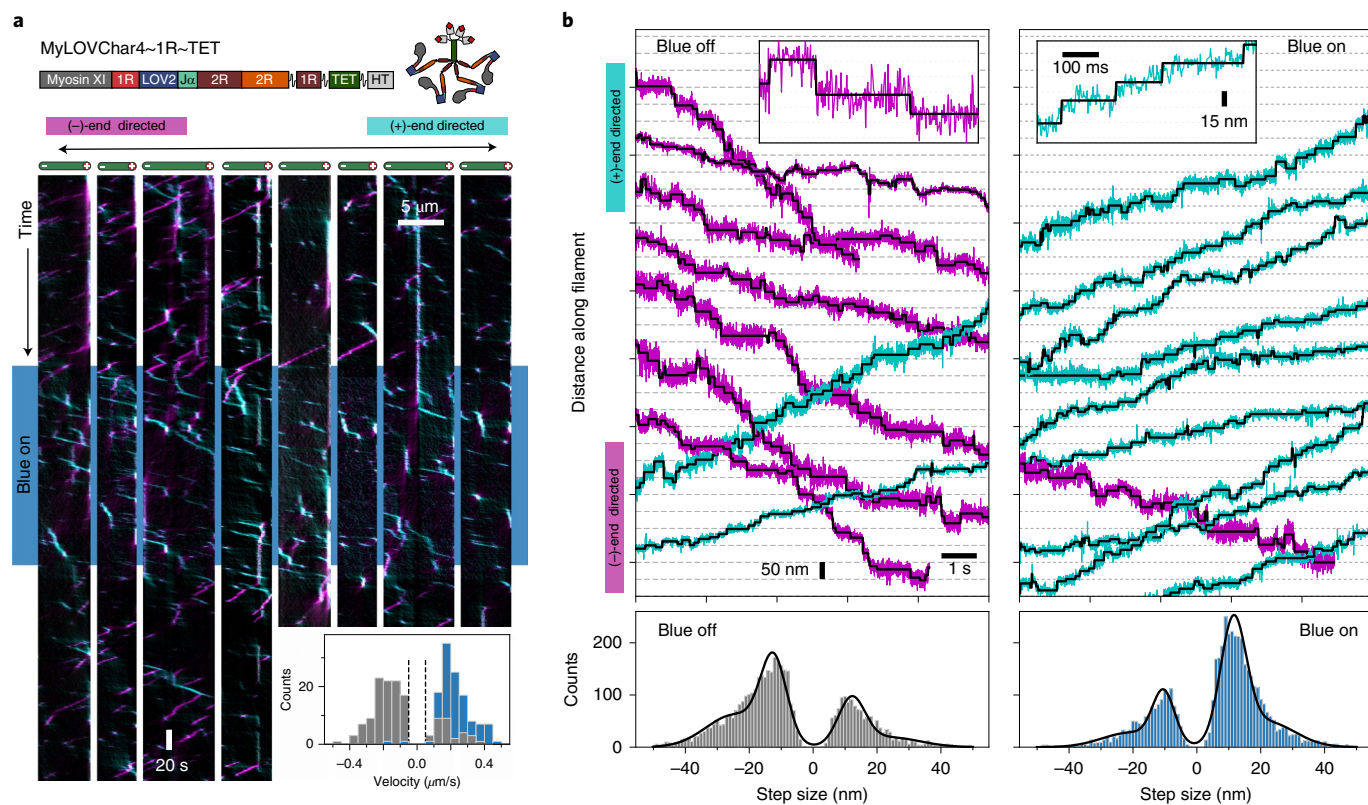 a
MyLOVChar4~1R~TET
Myosin XI 1R LOV2 Jα 2R 2R 1R TET HT
(–)-end directed
(+)-end directed
– + – + – + – + – + – + – + – +
Time
5 μm
Blue on
20 s
Counts
20
0
–0.4 0.0 0.4
Velocity (μm/s)
b
Blue off
(+)-end directed
Distance along filament
(–)-end directed
50 nm
1 s
Blue on
100 ms
15 nm
Blue off
Counts
200
100
0
–40 –20 0 20 40
Step size (nm)
Blue on
–40 –20 0 20 40
Step size (nm)